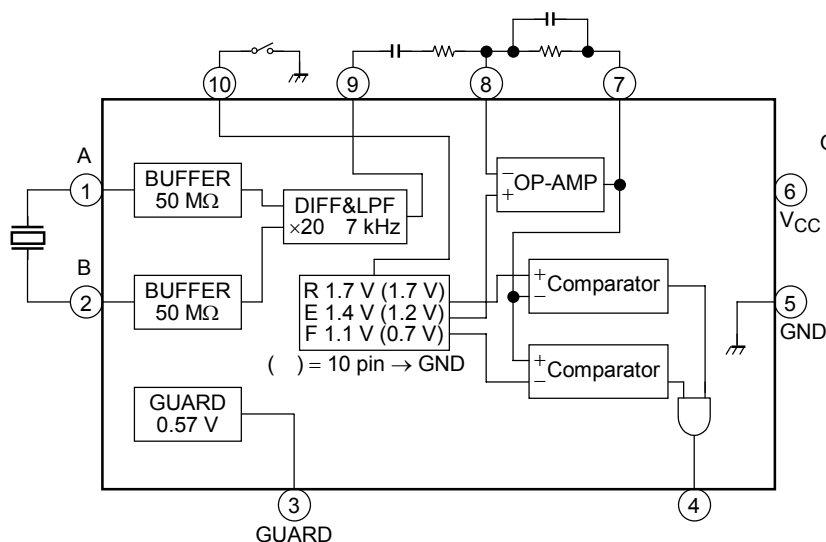 10
9
8
7
A
1
BUFFER
50 MΩ
DIFF&LPF
×20 7 kHz
−
+
OP-AMP
6
VCC
B
2
BUFFER
50 MΩ
R 1.7 V (1.7 V)
E 1.4 V (1.2 V)
F 1.1 V (0.7 V)
( ) = 10 pin → GND
+
−
Comparator
5
GND
+
−
Comparator
GUARD
0.57 V
3
GUARD
4